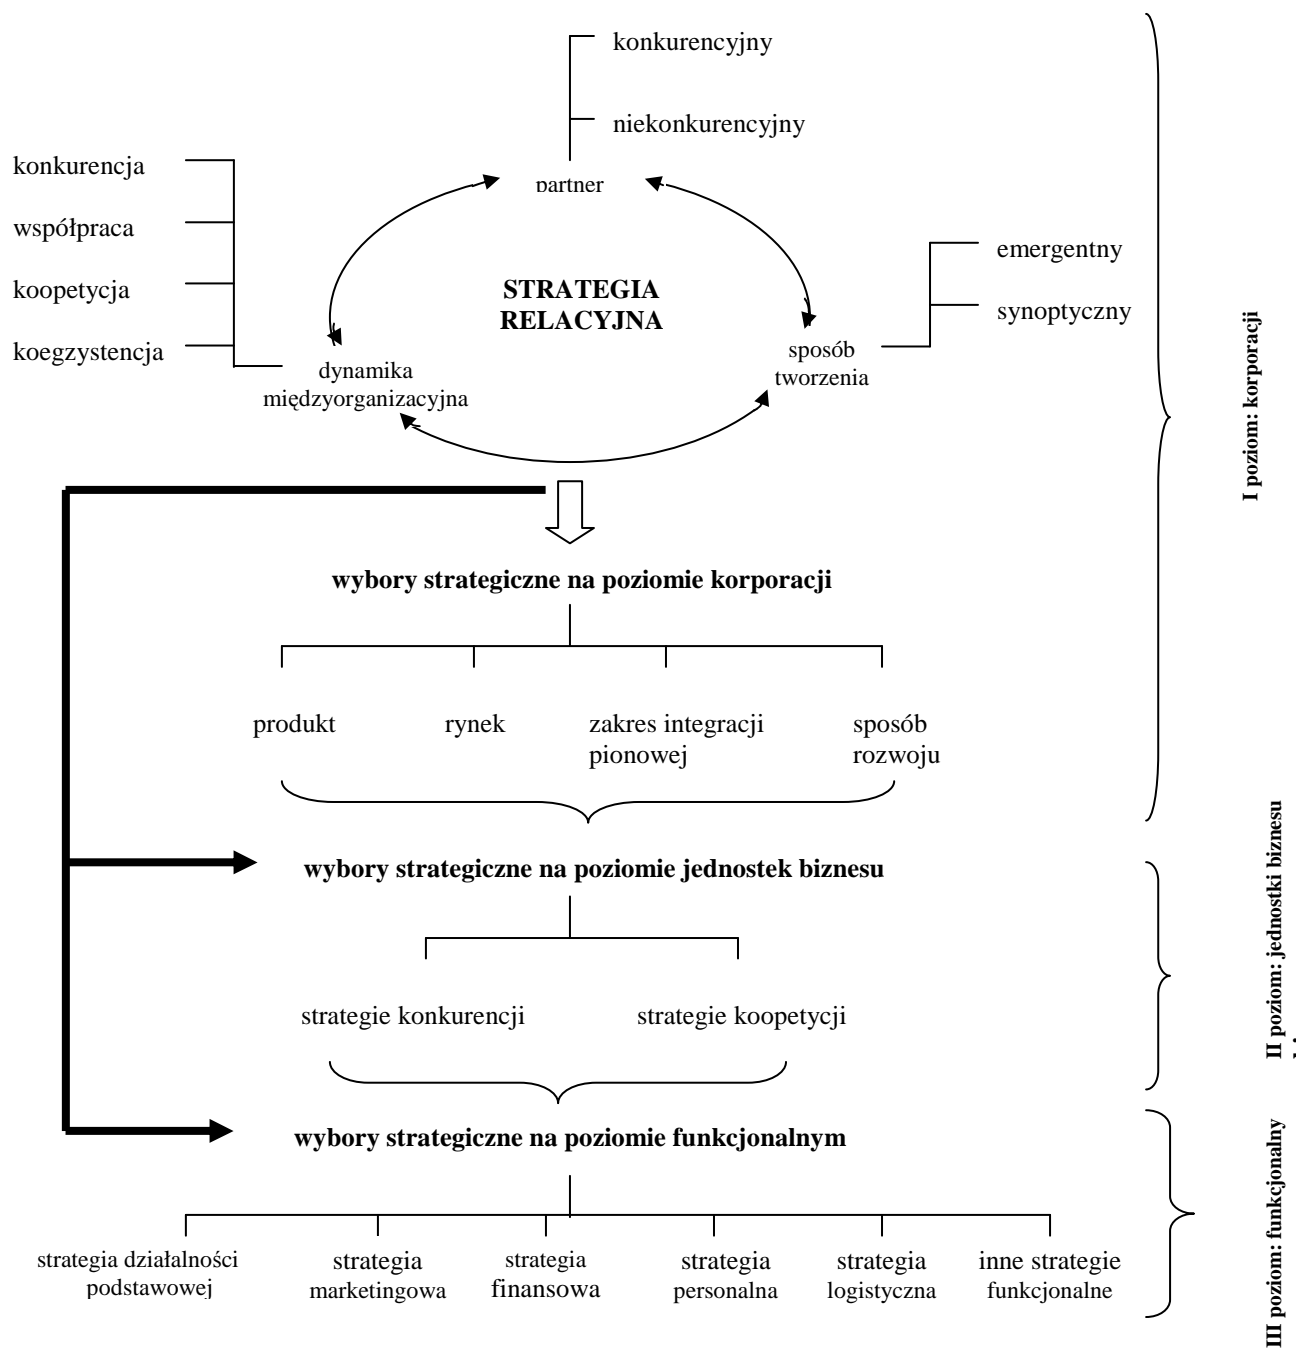 konkurencyjny
niekonkurencyjny
partner
konkurencja
współpraca
koopetycja
koegzystencja
emergentny
synoptyczny
STRATEGIA
RELACYJNA
dynamika
międzyorganizacyjna
sposób
tworzenia
I poziom: korporacji
wybory strategiczne na poziomie korporacji
produkt
rynek
zakres integracji
pionowej
sposób
rozwoju
wybory strategiczne na poziomie jednostek biznesu
II poziom: jednostki biznesu
strategie konkurencji
strategie koopetycji
wybory strategiczne na poziomie funkcjonalnym
III poziom: funkcjonalny
strategia działalności
podstawowej
strategia
marketingowa
strategia
finansowa
strategia
personalna
strategia
logistyczna
inne strategie
funkcjonalne